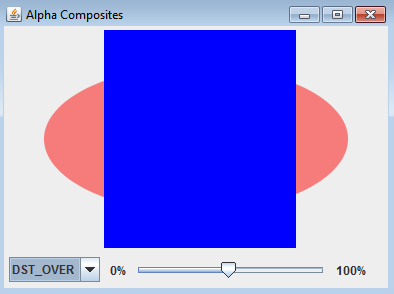 Alpha Composites
DST_OVER 0% 100%